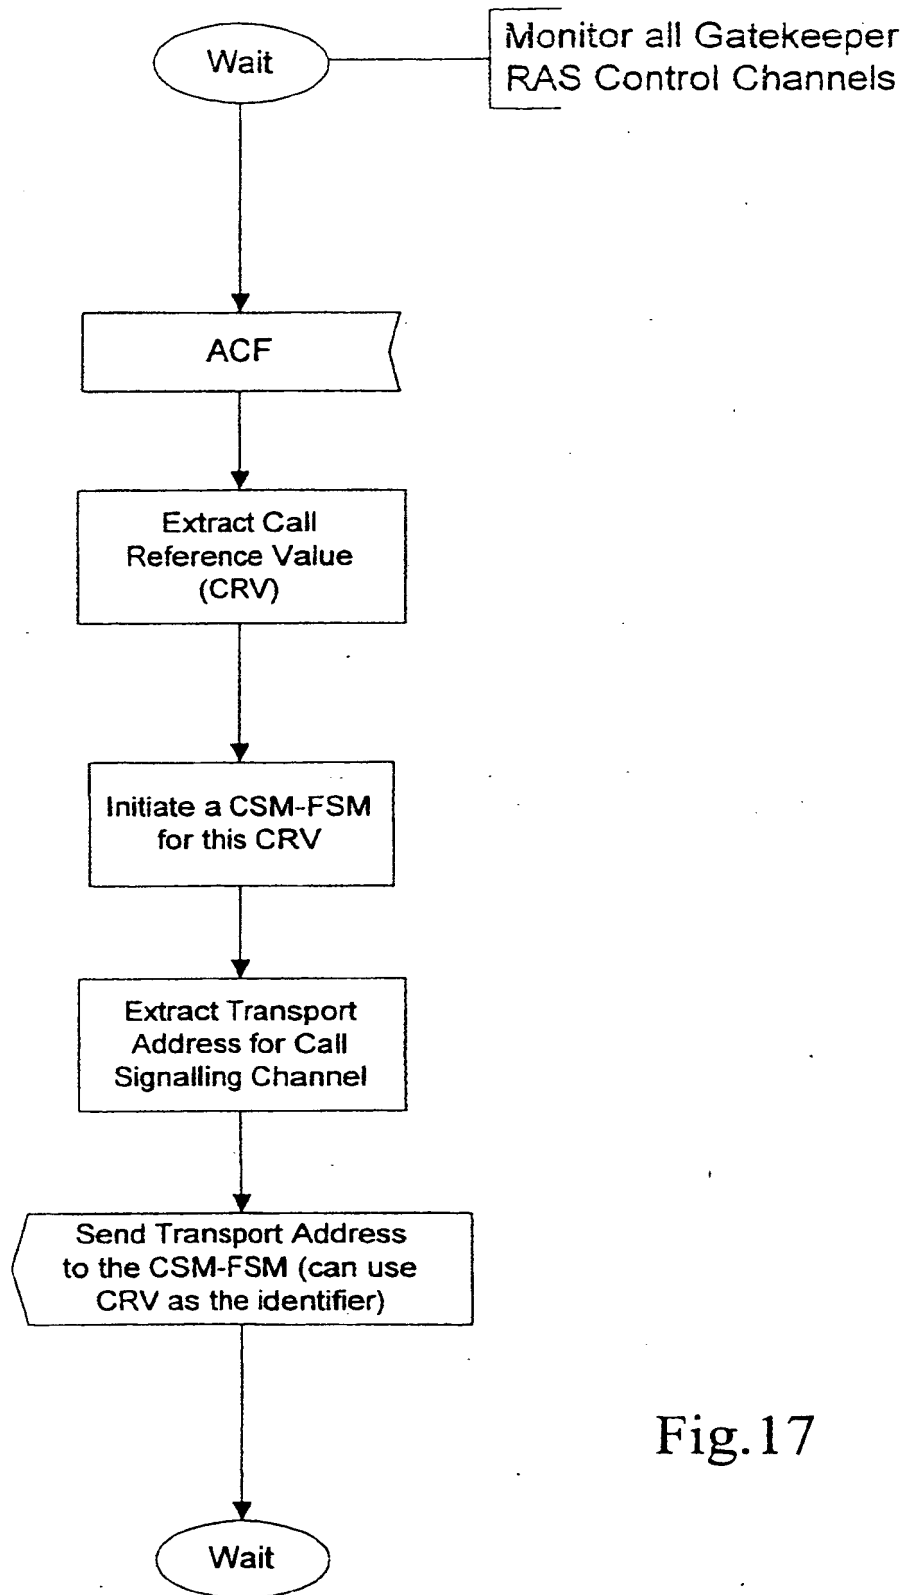 Wait
Monitor all Gatekeeper
RAS Control Channels
ACF
Extract Call
Reference Value
(CRV)
Initiate a CSM-FSM
for this CRV
Extract Transport
Address for Call
Signalling Channel
Send Transport Address
to the CSM-FSM (can use
CRV as the identifier)
Fig.17
Wait